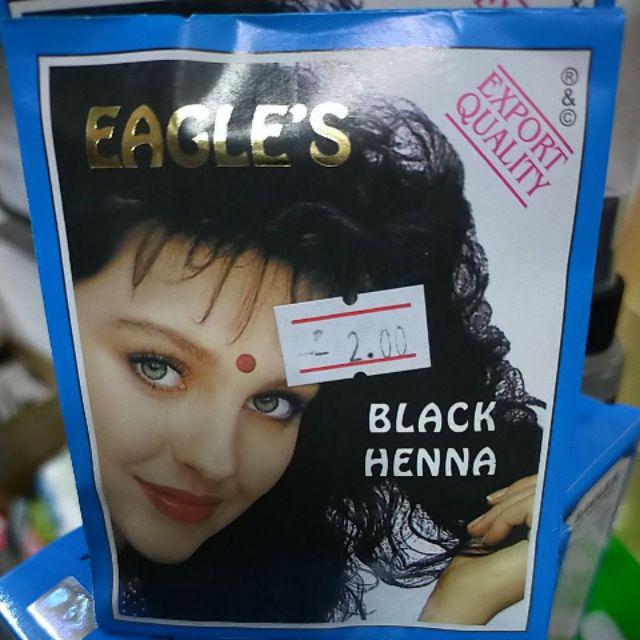 EAGLE'S
EXPORT
QUALITY
® & ©
2.00
BLACK
HENNA